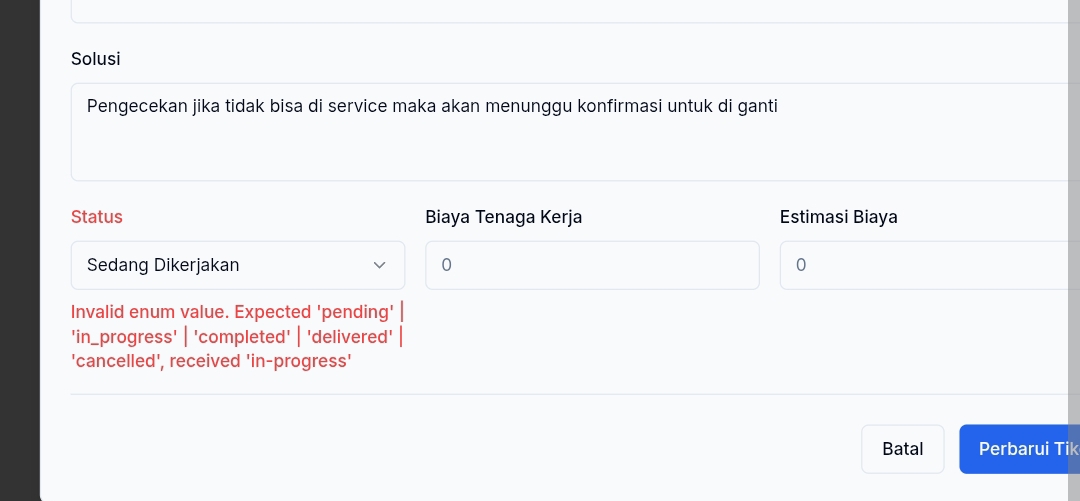 Solusi
Pengecekan jika tidak bisa di service maka akan menunggu konfirmasi untuk di ganti
Status
Biaya Tenaga Kerja
Estimasi Biaya
Sedang Dikerjakan
0
0
Invalid enum value. Expected 'pending' |
'in_progress' | 'completed' | 'delivered' |
'cancelled', received 'in-progress'
Batal
Perbarui